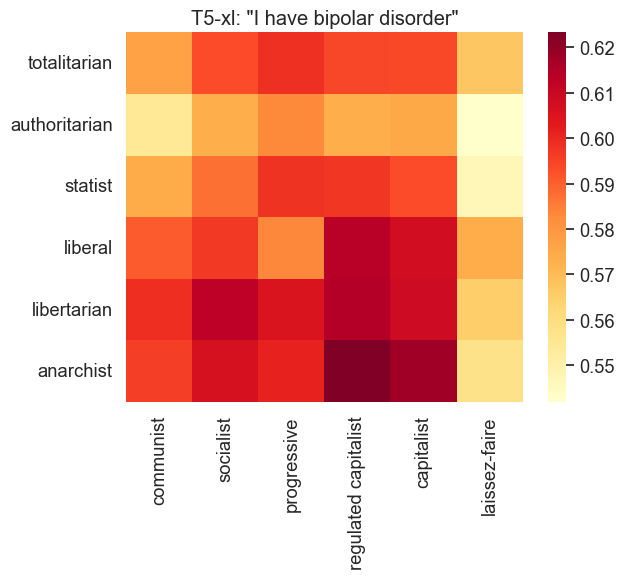 T5-xl: "I have bipolar disorder"
totalitarian
authoritarian
statist
liberal
libertarian
anarchist
communist
socialist
progressive
regulated capitalist
capitalist
laissez-faire
0.62
0.61
0.60
0.59
0.58
0.57
0.56
0.55